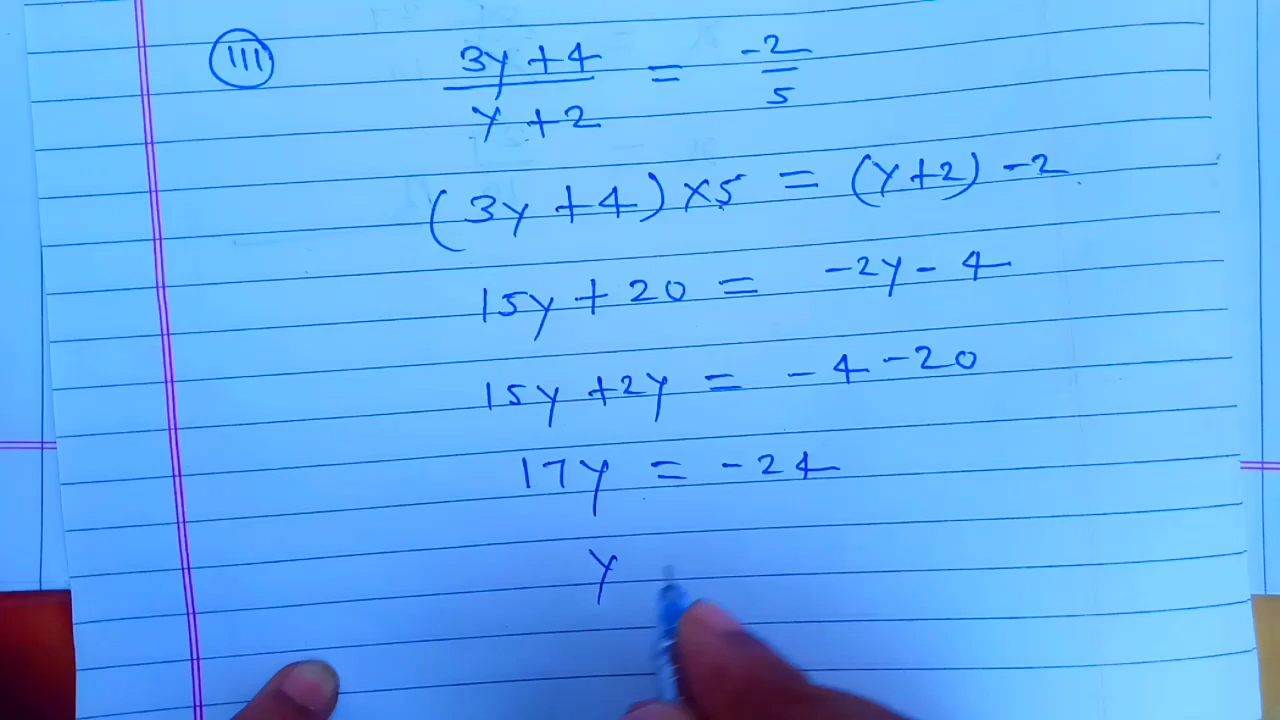 (III) 3y+4/y+2 = -2/5
(3y+4)×5 = (y+2)-2
15y+20 = -2y-4
15y+2y = -4-20
17y = -24
y